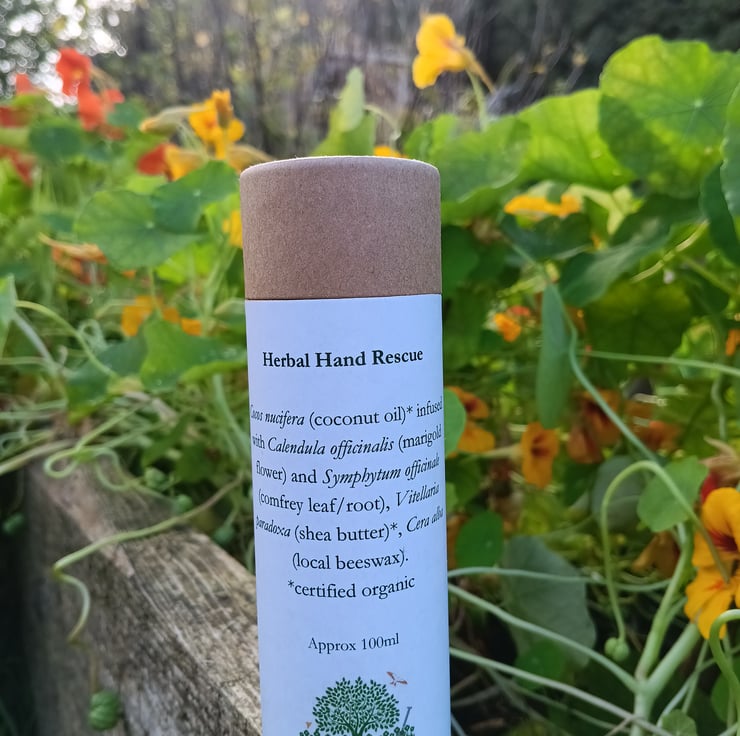 Herbal Hand Rescue
Cocos nucifera (coconut oil)* infused
with Calendula officinalis (marigold
flower) and Symphytum officinale
(comfrey leaf/root), Vitellaria
paradoxa (shea butter)*, Cera alba
(local beeswax).
*certified organic
Approx 100ml